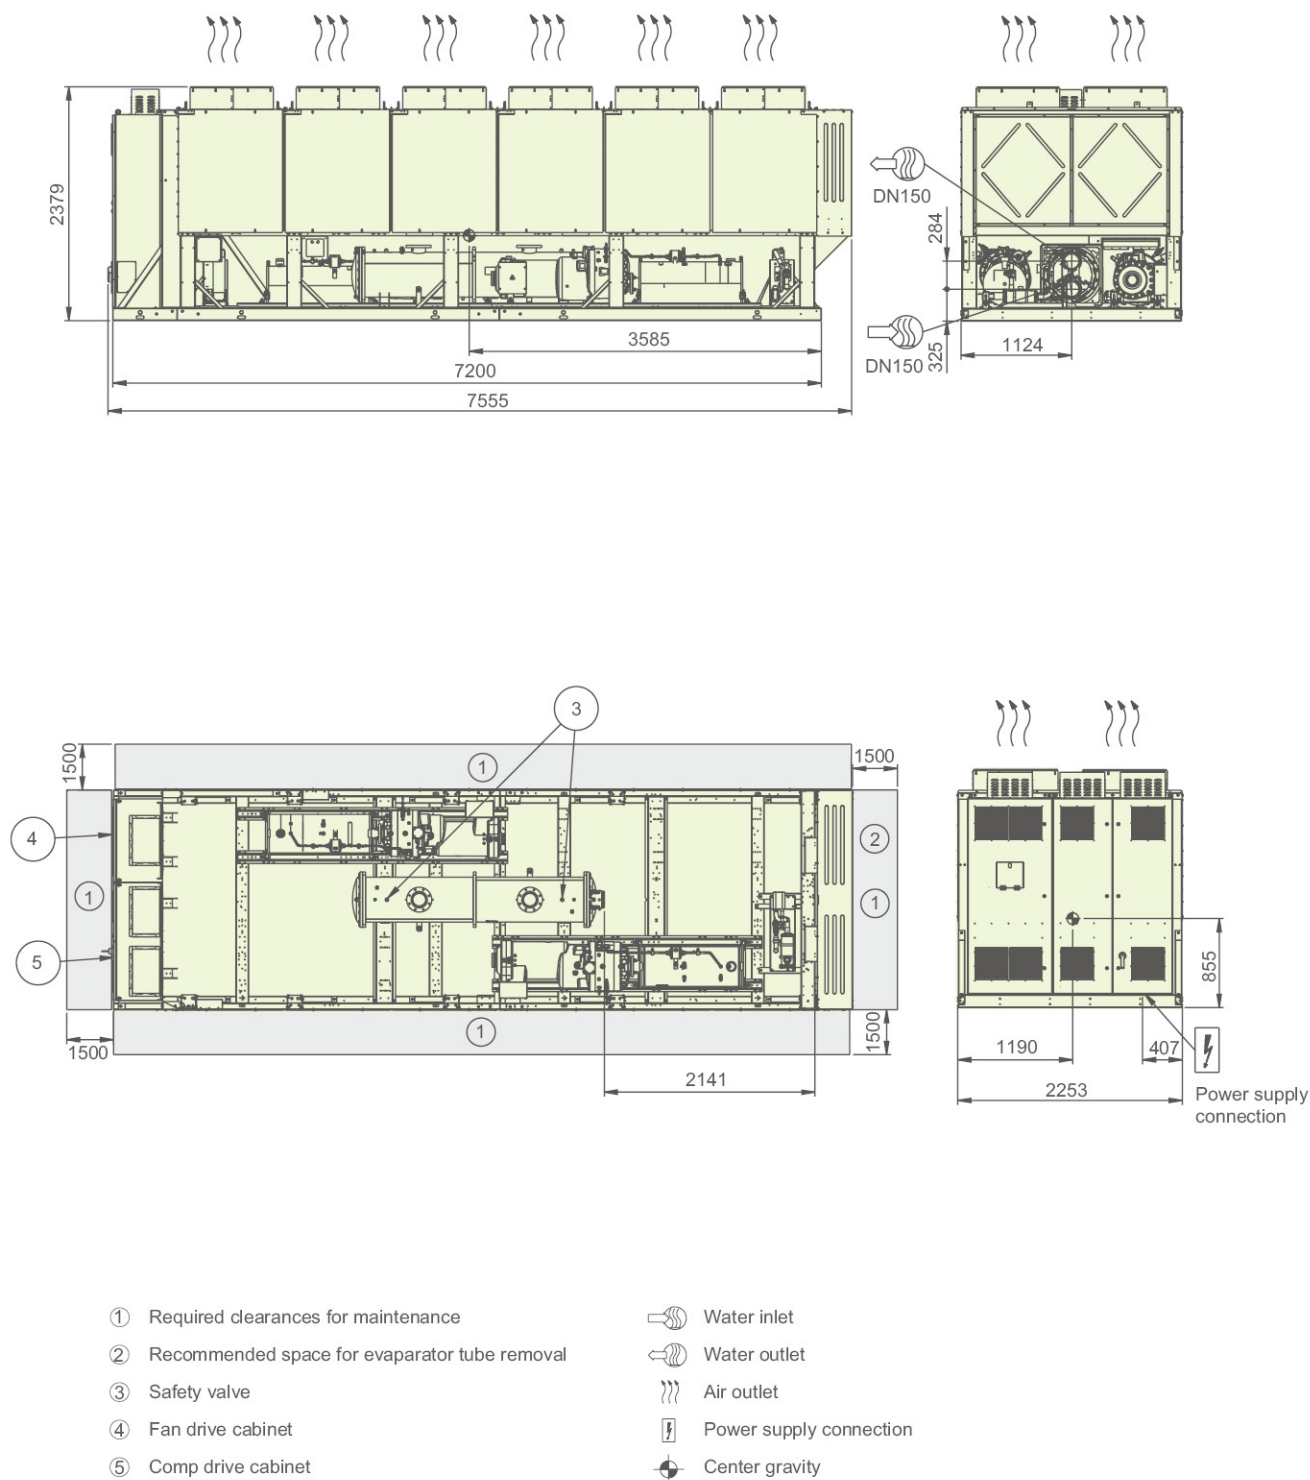 2379
DN150
284
3585
1124
DN150
325
7200
7555
3
1500
1
1500
4
2
1
1
5
855
1
1500
1500
1190
407
2141
2253
Power supply
connection
1 Required clearances for maintenance
Water inlet
2 Recommended space for evaparator tube removal
Water outlet
3 Safety valve
Air outlet
4 Fan drive cabinet
Power supply connection
5 Comp drive cabinet
Center gravity